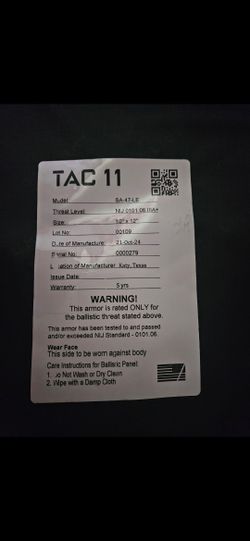 TAC 11
Model SA-47-LE
Threat Level: NIJ 0101.06 IIIA+
Size: 10" x 12"
Lot No: 00109
Date of Manufacture: 21-Oct-24
Serial No: 0000279
Location of Manufacturer: Katy, Texas
Issue Date:
Warranty: 5 yrs
WARNING!
This armor is rated ONLY for
the ballistic threat stated above.
This armor has been tested to and passed
and/or exceeded NIJ Standard - 0101.06.
Wear Face
This side to be worn against body
Care Instructions for Ballistic Panel:
1. Do Not Wash or Dry Clean
2. Wipe with a Damp Cloth